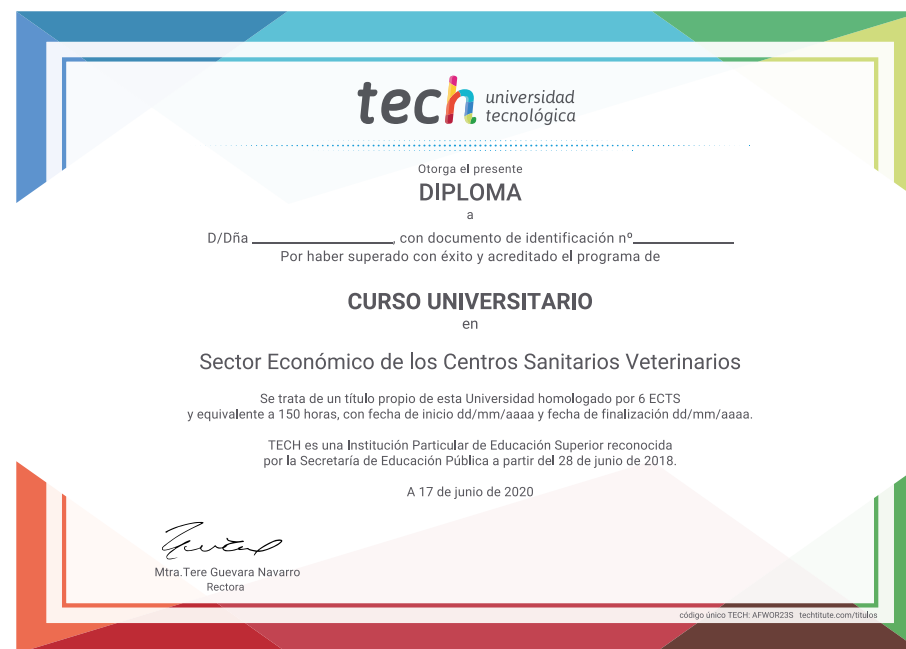 tech universidad
tecnológica
Otorga el presente
DIPLOMA
a
D/Dña ____________________, con documento de identificación nº______________
Por haber superado con éxito y acreditado el programa de
CURSO UNIVERSITARIO
en
Sector Económico de los Centros Sanitarios Veterinarios
Se trata de un título propio de esta Universidad homologado por 6 ECTS
y equivalente a 150 horas, con fecha de inicio dd/mm/aaaa y fecha de finalización dd/mm/aaaa.
TECH es una Institución Particular de Educación Superior reconocida
por la Secretaría de Educación Pública a partir del 28 de junio de 2018.
A 17 de junio de 2020
Mtra.Tere Guevara Navarro
Rectora
código único TECH: AFWOR23S techtitute.com/titulos